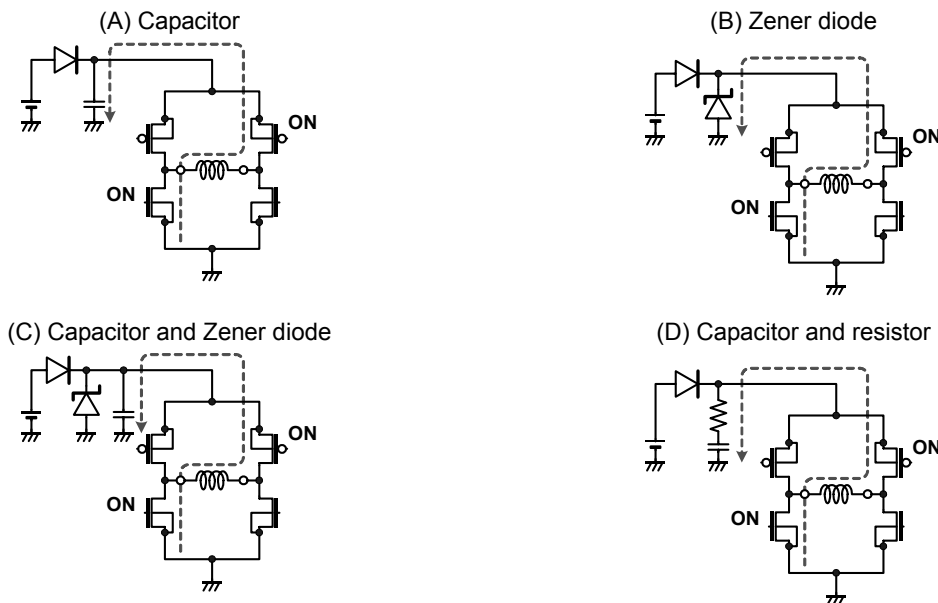 (A) Capacitor
(B) Zener diode
ON
ON
ON
ON
(C) Capacitor and Zener diode
(D) Capacitor and resistor
ON
ON
ON
ON